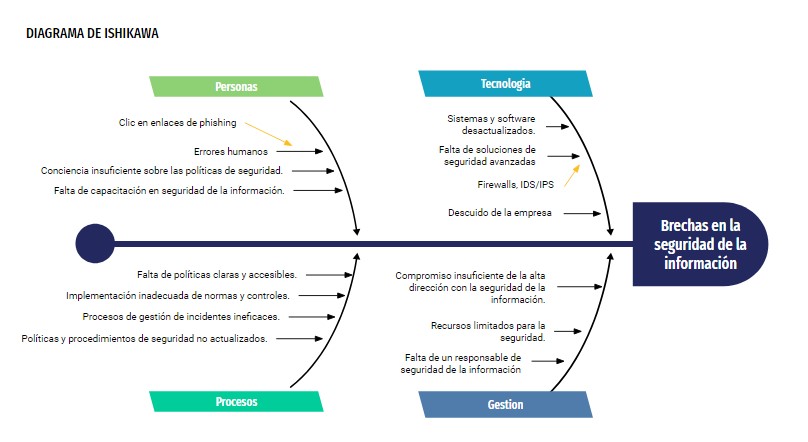 DIAGRAMA DE ISHIKAWA
Personas
Tecnologia
Clic en enlaces de phishing
Errores humanos
Conciencia insuficiente sobre las políticas de seguridad.
Falta de capacitación en seguridad de la información.
Sistemas y software
desactualizados.
Falta de soluciones de
seguridad avanzadas
Firewalls, IDS/IPS
Descuido de la empresa
Brechas en la
seguridad de la
información
Falta de políticas claras y accesibles.
Implementación inadecuada de normas y controles.
Procesos de gestión de incidentes ineficaces.
Políticas y procedimientos de seguridad no actualizados.
Compromiso insuficiente de la alta
dirección con la seguridad de la
información.
Recursos limitados para la
seguridad.
Falta de un responsable de
seguridad de la información
Procesos
Gestion